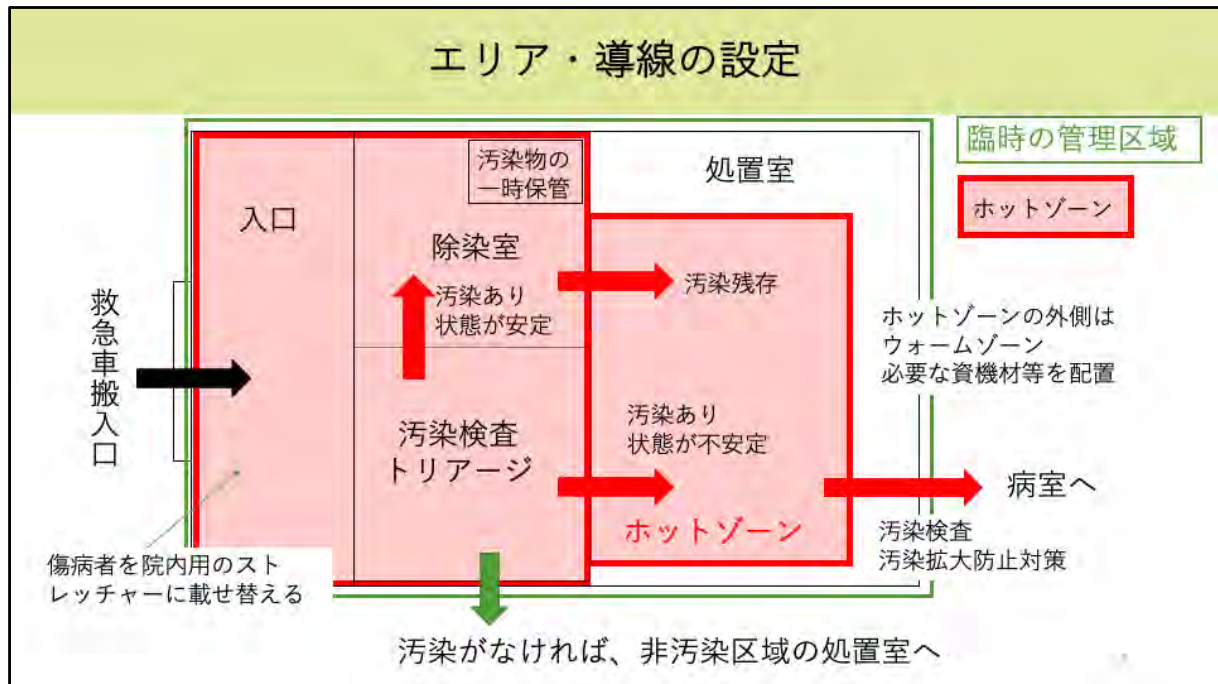 エリア・導線の設定
臨時の管理区域
ホットゾーン
汚染物の
一時保管
処置室
入口
除染室
汚染あり
状態が安定
汚染残存
救急車搬入口
ホットゾーンの外側は
ウォームゾーン
必要な資機材等を配置
汚染検査
トリアージ
汚染あり
状態が不安定
ホットゾーン
病室へ
汚染検査
汚染拡大防止対策
傷病者を院内用のスト
レッチャーに載せ替える
汚染がなければ、非汚染区域の処置室へ